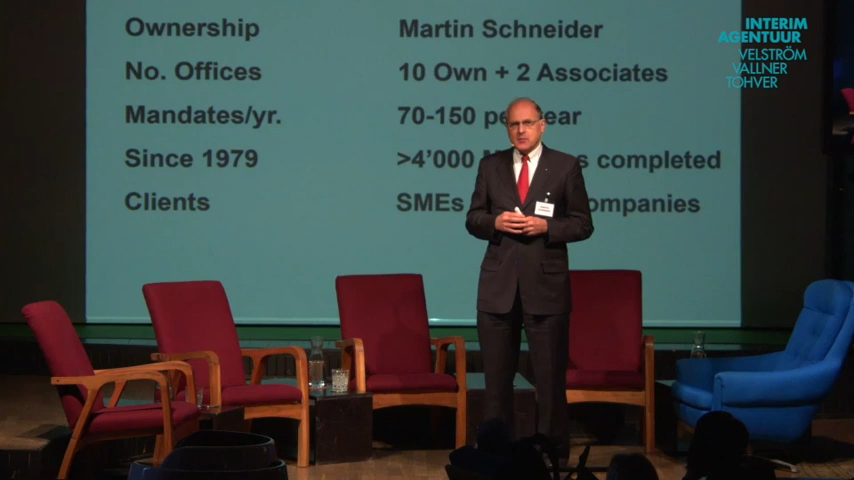 Ownership Martin Schneider
No. Offices 10 Own + 2 Associates
Mandates/yr. 70-150 pe ear
Since 1979 >4'000 M s completed
Clients SMEs ompanies
INTERIM
AGENTUUR
VELSTRÖM
VALLNER
TOHVER